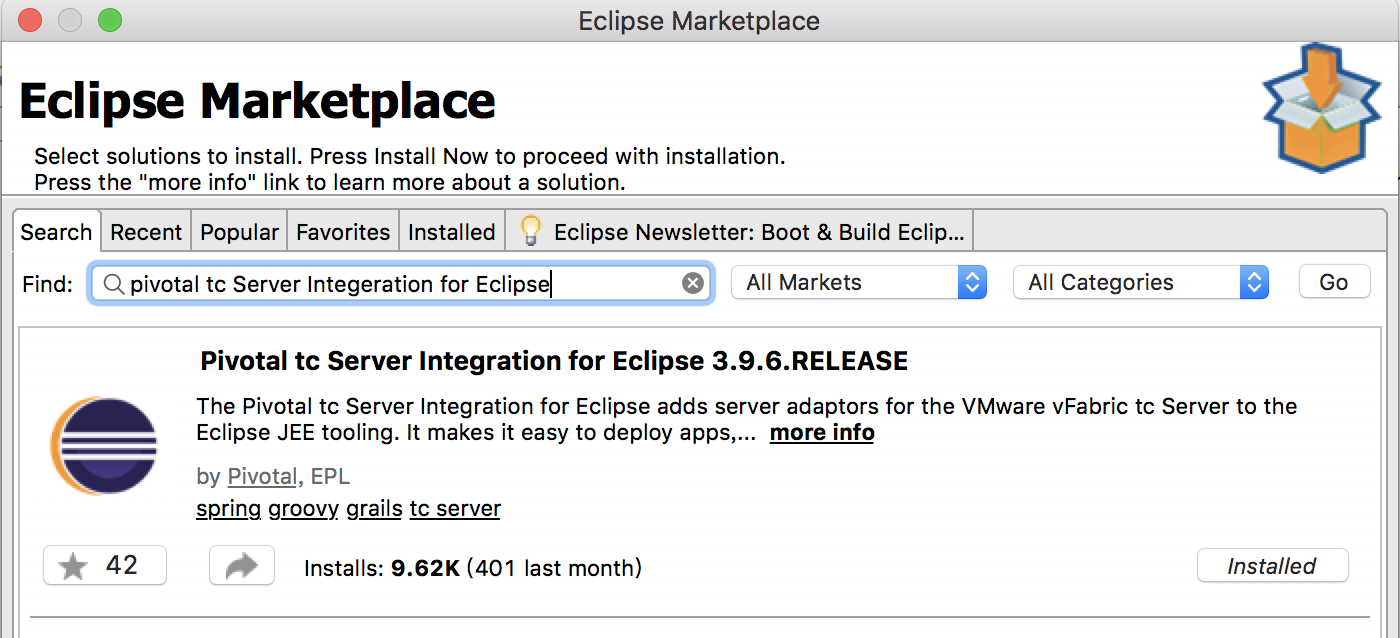 Eclipse Marketplace
Eclipse Marketplace
Select solutions to install. Press Install Now to proceed with installation.
Press the "more info" link to learn more about a solution.
Search Recent Popular Favorites Installed Eclipse Newsletter: Boot & Build Eclip...
Find: pivotal tc Server Integeration for Eclipse All Markets All Categories Go
Pivotal tc Server Integration for Eclipse 3.9.6.RELEASE
The Pivotal tc Server Integration for Eclipse adds server adaptors for the VMware vFabric tc Server to the
Eclipse JEE tooling. It makes it easy to deploy apps,... more info
by Pivotal, EPL
spring groovy grails tc server
42 Installs: 9.62K (401 last month) Installed